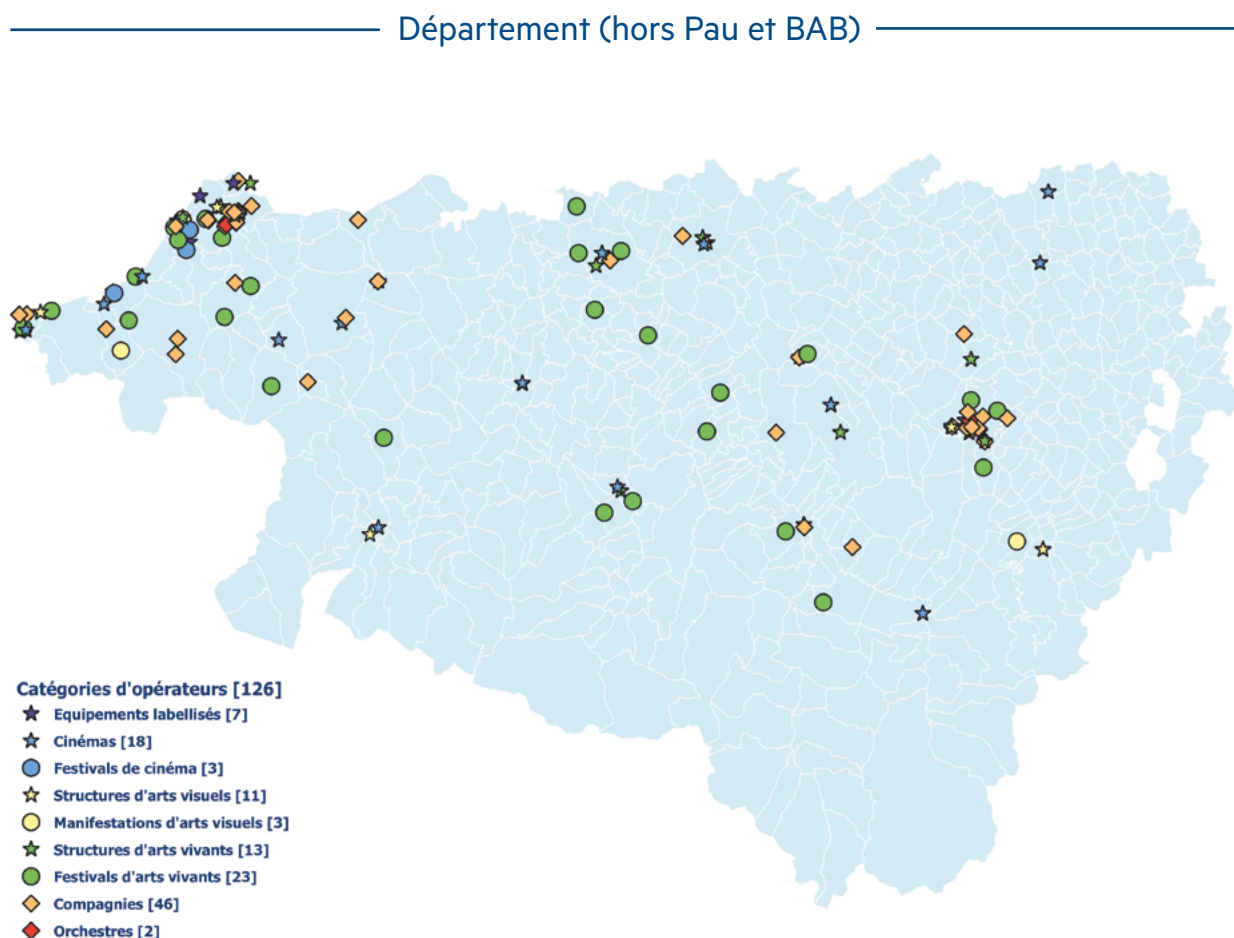 Département (hors Pau et BAB)
Catégories d'opérateurs [126]
Equipements labellisés [7]
Cinémas [18]
Festivals de cinéma [3]
Structures d'arts visuels [11]
Manifestations d'arts visuels [3]
Structures d'arts vivants [13]
Festivals d'arts vivants [23]
Compagnies [46]
Orchestres [2]